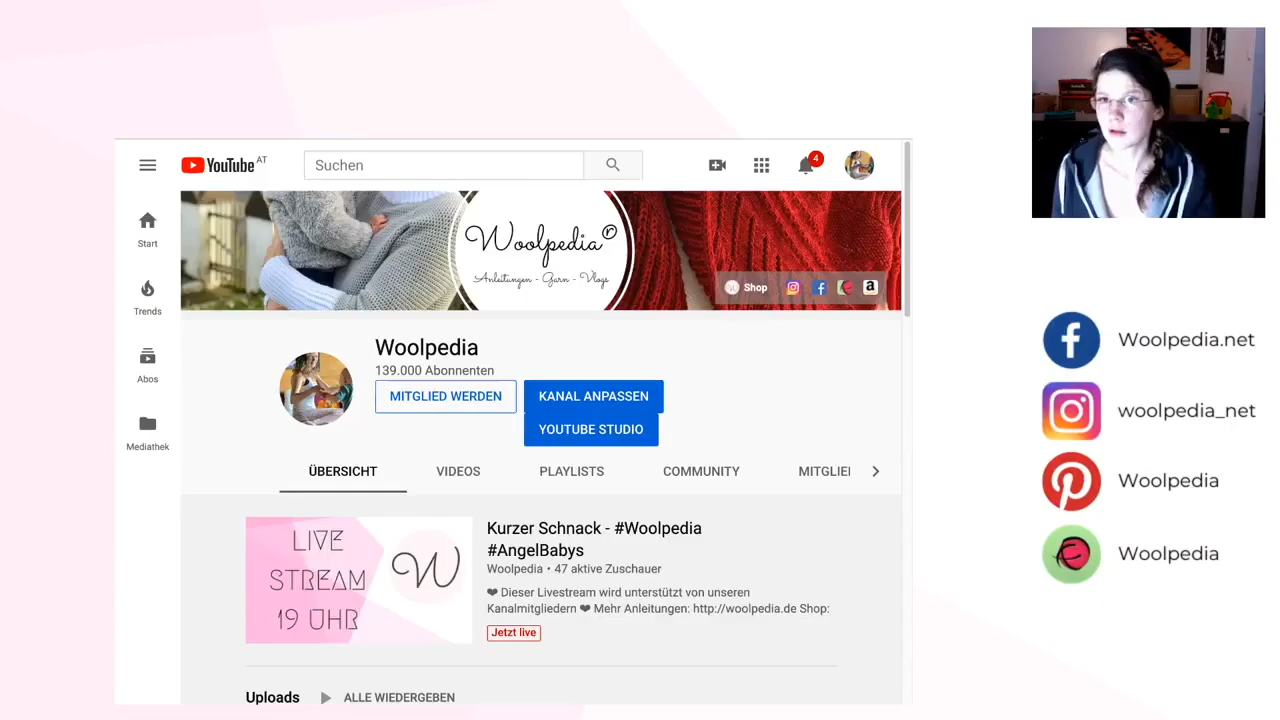 YouTube AT
Suchen
4
Start
Trends
Abos
Mediathek
Woolpedia®
Anleitungen - Garn - Vlogs
Shop
Woolpedia
139.000 Abonnenten
MITGLIED WERDEN
KANAL ANPASSEN
YOUTUBE STUDIO
ÜBERSICHT
VIDEOS
PLAYLISTS
COMMUNITY
MITGLIEI
LIVE
STREAM
19 UHR
W
Kurzer Schnack - #Woolpedia
#AngelBabys
Woolpedia • 47 aktive Zuschauer
❤ Dieser Livestream wird unterstützt von unseren
Kanalmitgliedern ❤ Mehr Anleitungen: http://woolpedia.de Shop:
Jetzt live
Uploads
ALLE WIEDERGEBEN
Woolpedia.net
woolpedia_net
Woolpedia
Woolpedia